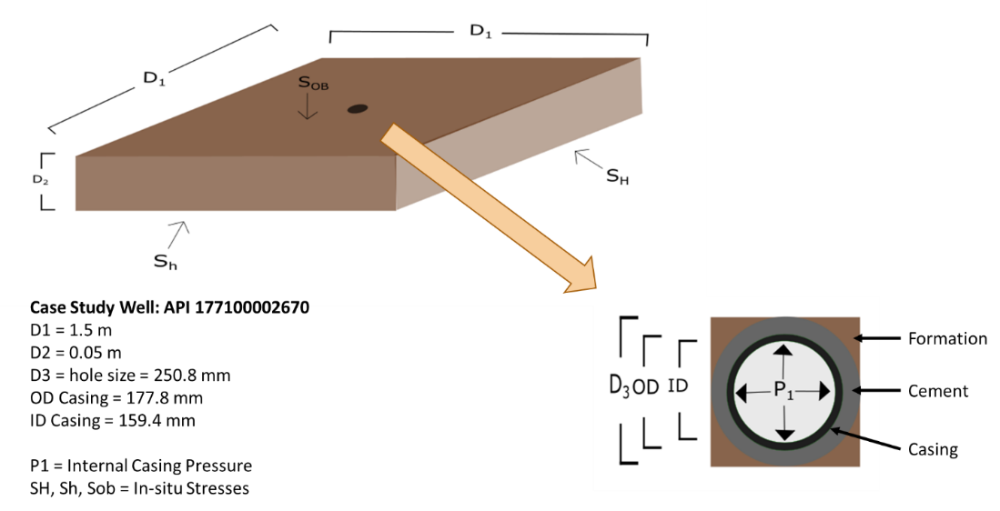 D1
D1
SOB
D2
SH
Sh
Case Study Well: API 177100002670
D1 = 1.5 m
D2 = 0.05 m
D3 = hole size = 250.8 mm
OD Casing = 177.8 mm
ID Casing = 159.4 mm
P1 = Internal Casing Pressure
SH, Sh, Sob = In-situ Stresses
D3 OD ID
P1
Formation
Cement
Casing